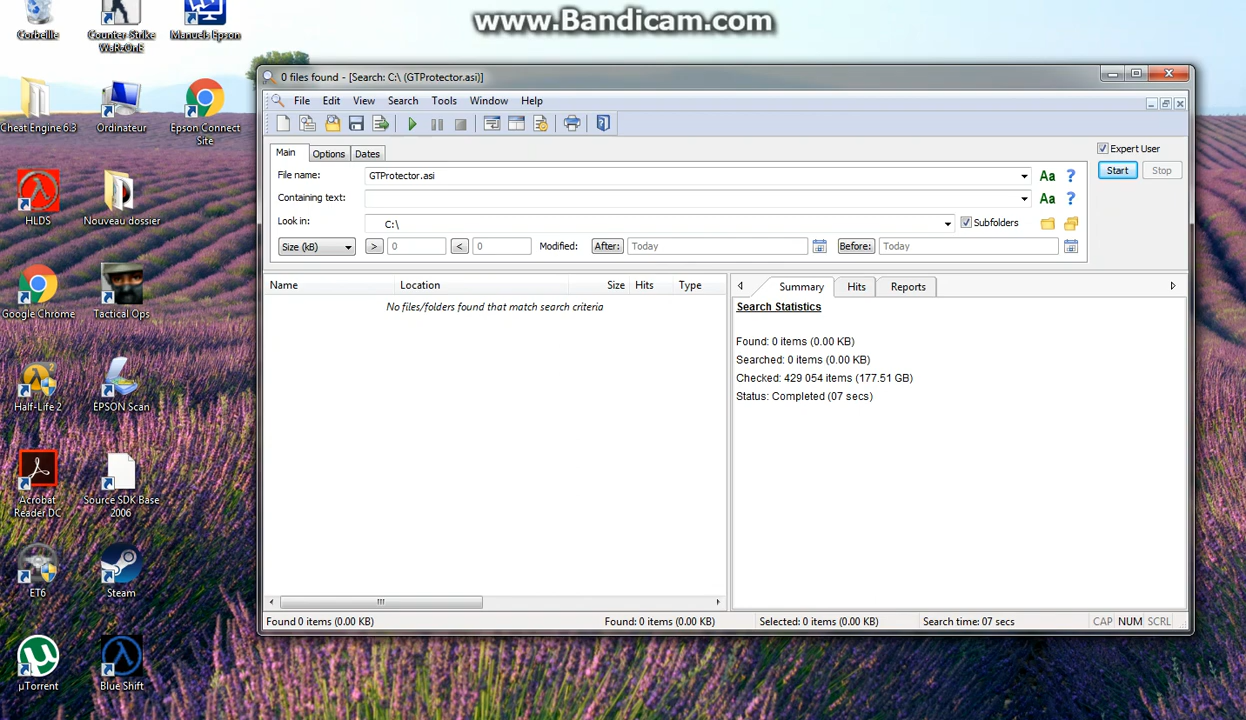 www.Bandicam.com
Corbeille
Counter-Strike
WaRzOnE
Manuels Epson
Cheat Engine 6.3
Ordinateur
Epson Connect
Site
HLDS
Nouveau dossier
Google Chrome
Tactical Ops
Half-Life 2
EPSON Scan
Acrobat
Reader DC
Source SDK Base
2006
ET6
Steam
µTorrent
Blue Shift
0 files found - [Search: C:\ (GTProtector.asi)]
File Edit View Search Tools Window Help
Main Options Dates
Expert User
File name: GTProtector.asi Aa ?
Start Stop
Containing text: Aa ?
Look in: C:\ Subfolders
Size (kB) > 0 < 0 Modified: After: Today Before: Today
Name Location Size Hits Type
No files/folders found that match search criteria
Summary Hits Reports
Search Statistics
Found: 0 items (0.00 KB)
Searched: 0 items (0.00 KB)
Checked: 429 054 items (177.51 GB)
Status: Completed (07 secs)
Found 0 items (0.00 KB) Found: 0 items (0.00 KB) Selected: 0 items (0.00 KB) Search time: 07 secs CAP NUM SCRL